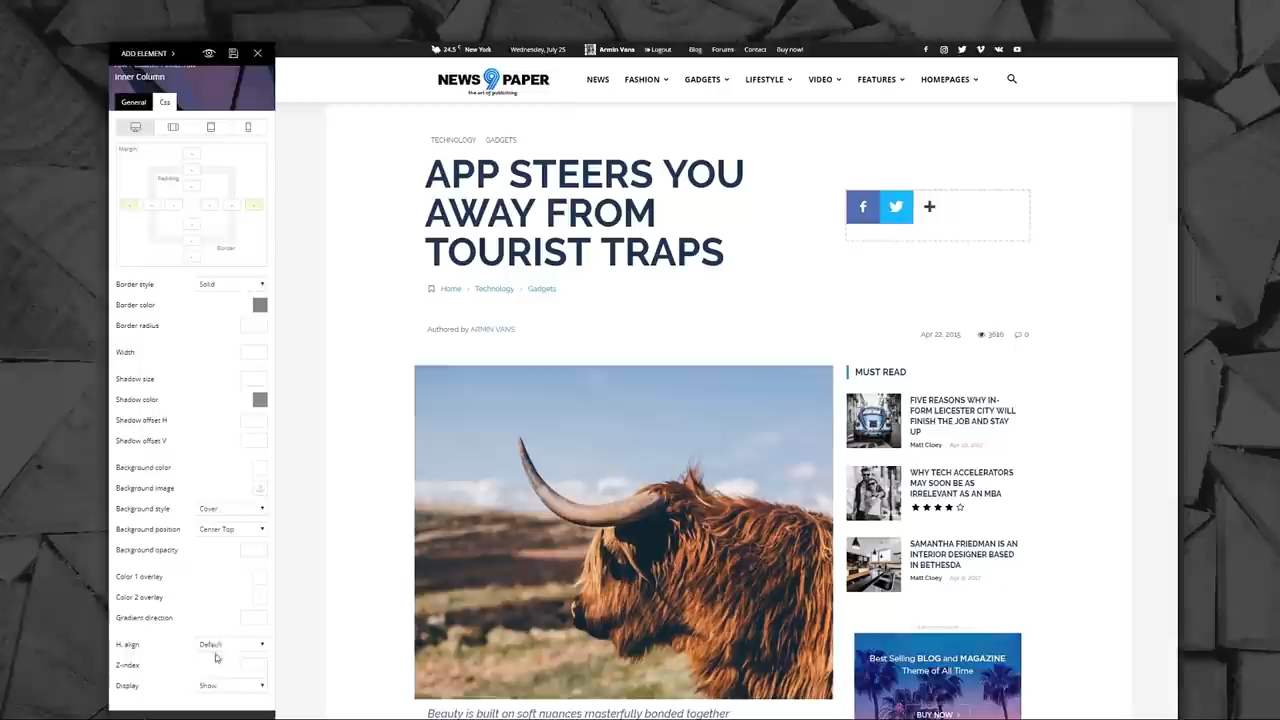 ADD ELEMENT >
Inner Column
General
Css
Margin
Padding
Border
Border style
Solid
Border color
Border radius
Width
Shadow size
Shadow color
Shadow offset H
Shadow offset V
Background color
Background image
Background style
Cover
Background position
Center Top
Background opacity
Color 1 overlay
Color 2 overlay
Gradient direction
H. align
Default
Z-index
Display
Show
24.5 C New York
Wednesday, July 25
Armin Vans
Logout
Blog
Forums
Contact
Buy now!
NEWS 9 PAPER
the art of publishing
NEWS
FASHION
GADGETS
LIFESTYLE
VIDEO
FEATURES
HOMEPAGES
TECHNOLOGY GADGETS
APP STEERS YOU
AWAY FROM
TOURIST TRAPS
Home › Technology › Gadgets
Authored by ARMIN VANS
Apr 22, 2015 3616 0
MUST READ
FIVE REASONS WHY IN-
FORM LEICESTER CITY WILL
FINISH THE JOB AND STAY
UP
Matt Cloey
WHY TECH ACCELERATORS
MAY SOON BE AS
IRRELEVANT AS AN MBA
SAMANTHA FRIEDMAN IS AN
INTERIOR DESIGNER BASED
IN BETHESDA
Matt Cloey
Best Selling BLOG and MAGAZINE
Theme of All Time
BUY NOW >
Beauty is built on soft nuances masterfully bonded together